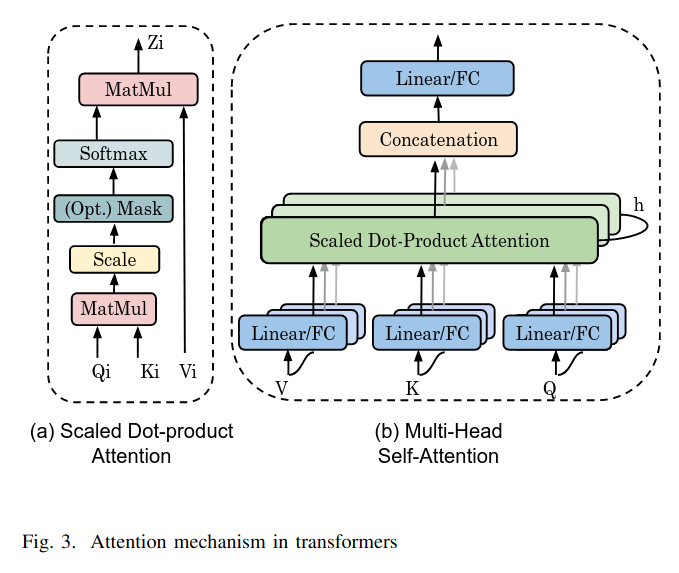 Zi
MatMul
Softmax
(Opt.) Mask
Scale
MatMul
Qi Ki Vi
(a) Scaled Dot-product
Attention
Linear/FC
Concatenation
h
Scaled Dot-Product Attention
Linear/FC Linear/FC Linear/FC
V K Q
(b) Multi-Head
Self-Attention
Fig. 3. Attention mechanism in transformers